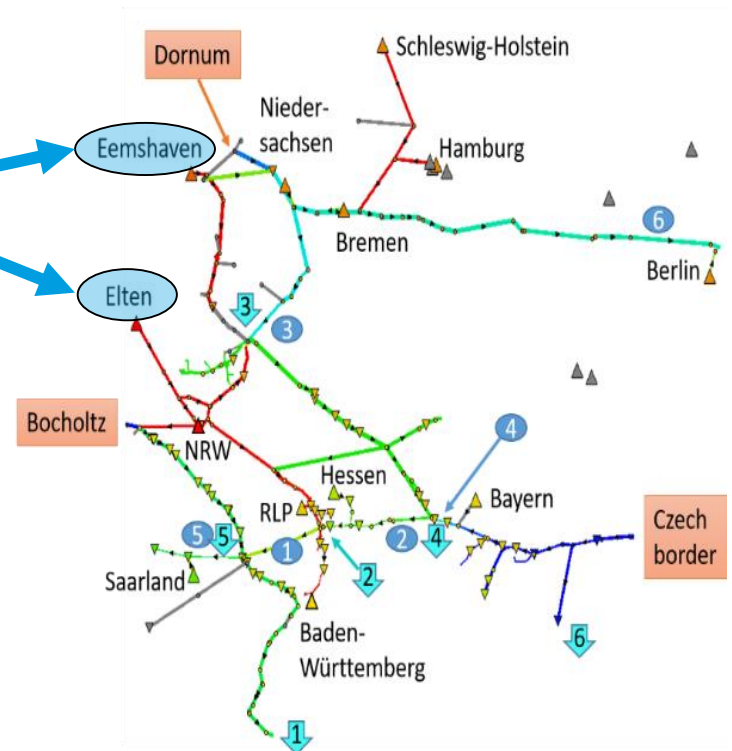 Schleswig-Holstein
Dornum
Nieder-
sachsen
Eemshaven
Hamburg
6
Bremen
Berlin
Elten
3
3
Bocholtz
NRW
4
Hessen
Bayern
RLP
Czech
border
5
5
1
2
4
Saarland
2
Baden-
Württemberg
6
1